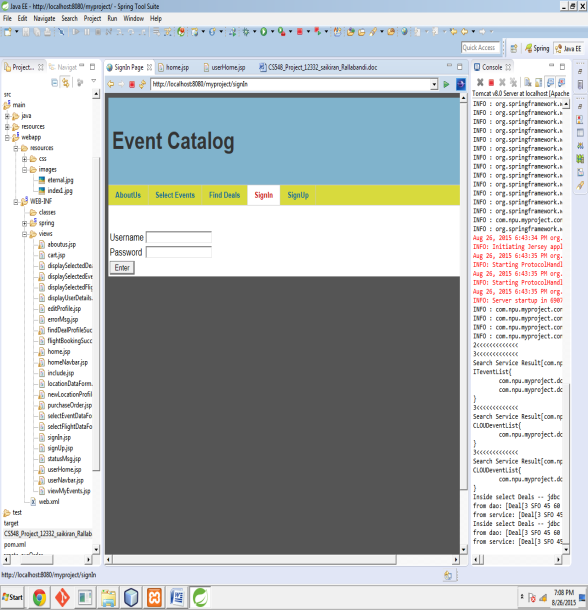 Java EE - http://localhost:8080/myproject/ - Spring Tool Suite
File Edit Navigate Search Project Run Window Help
Quick Access
Spring
Java EE
Project...
Navigat
SignIn Page
home.jsp
userHome.jsp
CS548_Project_12332_saikiran_Rallabandi.doc
Console
http://localhost:8080/myproject/signIn
src
main
java
resources
webapp
resources
css
images
eternal.jpg
index1.jpg
WEB-INF
classes
spring
views
aboutus.jsp
cart.jsp
displaySelectedDe
displaySelectedEve
displaySelectedFlig
displayUserDetails.
editProfile.jsp
errorMsg.jsp
findDealProfileSuc
flightBookingSucc
home.jsp
homeNavbar.jsp
include.jsp
locationDataForm.
newLocationProfil
purchaseOrder.jsp
selectEventDataFo
selectFlightDataFo
signIn.jsp
signUp.jsp
statusMsg.jsp
userHome.jsp
userNavbar.jsp
viewMyEvents.jsp
web.xml
test
target
CS548_Project_12332_saikiran_Rallab
pom.xml
Event Catalog
AboutUs
Select Events
Find Deals
SignIn
SignUp
Username
Password
Enter
Tomcat v8.0 Server at localhost [Apache
INFO : org.springframework.w
INFO : org.springframework.w
INFO : org.springframework.w
INFO : org.springframework.w
INFO : org.springframework.w
INFO : org.springframework.w
INFO : org.springframework.w
INFO : org.springframework.w
INFO : org.springframework.w
INFO : org.springframework.w
INFO : org.springframework.w
INFO : org.springframework.w
INFO : org.springframework.w
INFO : com.npu.myproject.con
INFO : org.springframework.w
Aug 26, 2015 6:43:34 PM org.
INFO: Initiating Jersey appl
Aug 26, 2015 6:43:35 PM org.
INFO: Starting ProtocolHandl
Aug 26, 2015 6:43:35 PM org.
INFO: Starting ProtocolHandl
Aug 26, 2015 6:43:35 PM org.
INFO: Server startup in 6907
INFO : com.npu.myproject.con
INFO : com.npu.myproject.con
INFO : com.npu.myproject.con
INFO : com.npu.myproject.con
2<<<<<<<<<<<<
3<<<<<<<<<<<<
Search Service Result[com.np
ITeventList{
com.npu.myproject.do
com.npu.myproject.do
}
3<<<<<<<<<<<<
Search Service Result[com.np
CLOUDeventList{
com.npu.myproject.do
}
3<<<<<<<<<<<<
Search Service Result[com.np
CLOUDeventList{
com.npu.myproject.do
}
Inside select Deals -- jdbc
from dao: [Deal[3 SFO 45 60
from service: [Deal[3 SFO 45
Inside select Deals -- jdbc
from dao: [Deal[3 SFO 45 60
from service: [Deal[3 SFO 45
http://localhost:8080/myproject/signIn
Start
7:08 PM
8/26/2015